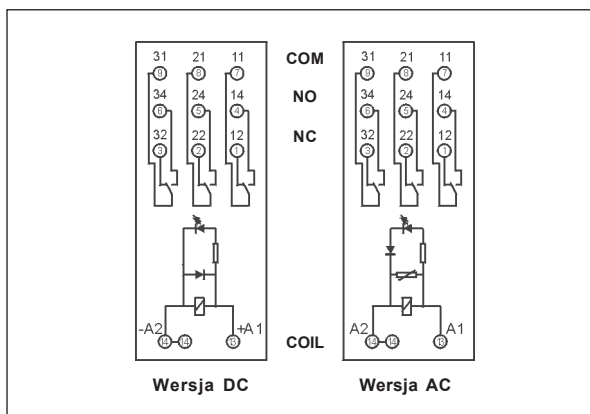 31 21 11 COM 31 21 11
9 8 7 9 8 7
34 24 14 NO 34 24 14
6 5 4 6 5 4
32 22 12 NC 32 22 12
3 2 1 3 2 1
-A2 +A1 A2 A1
14 14 13 COIL 14 14 13
Wersja DC Wersja AC